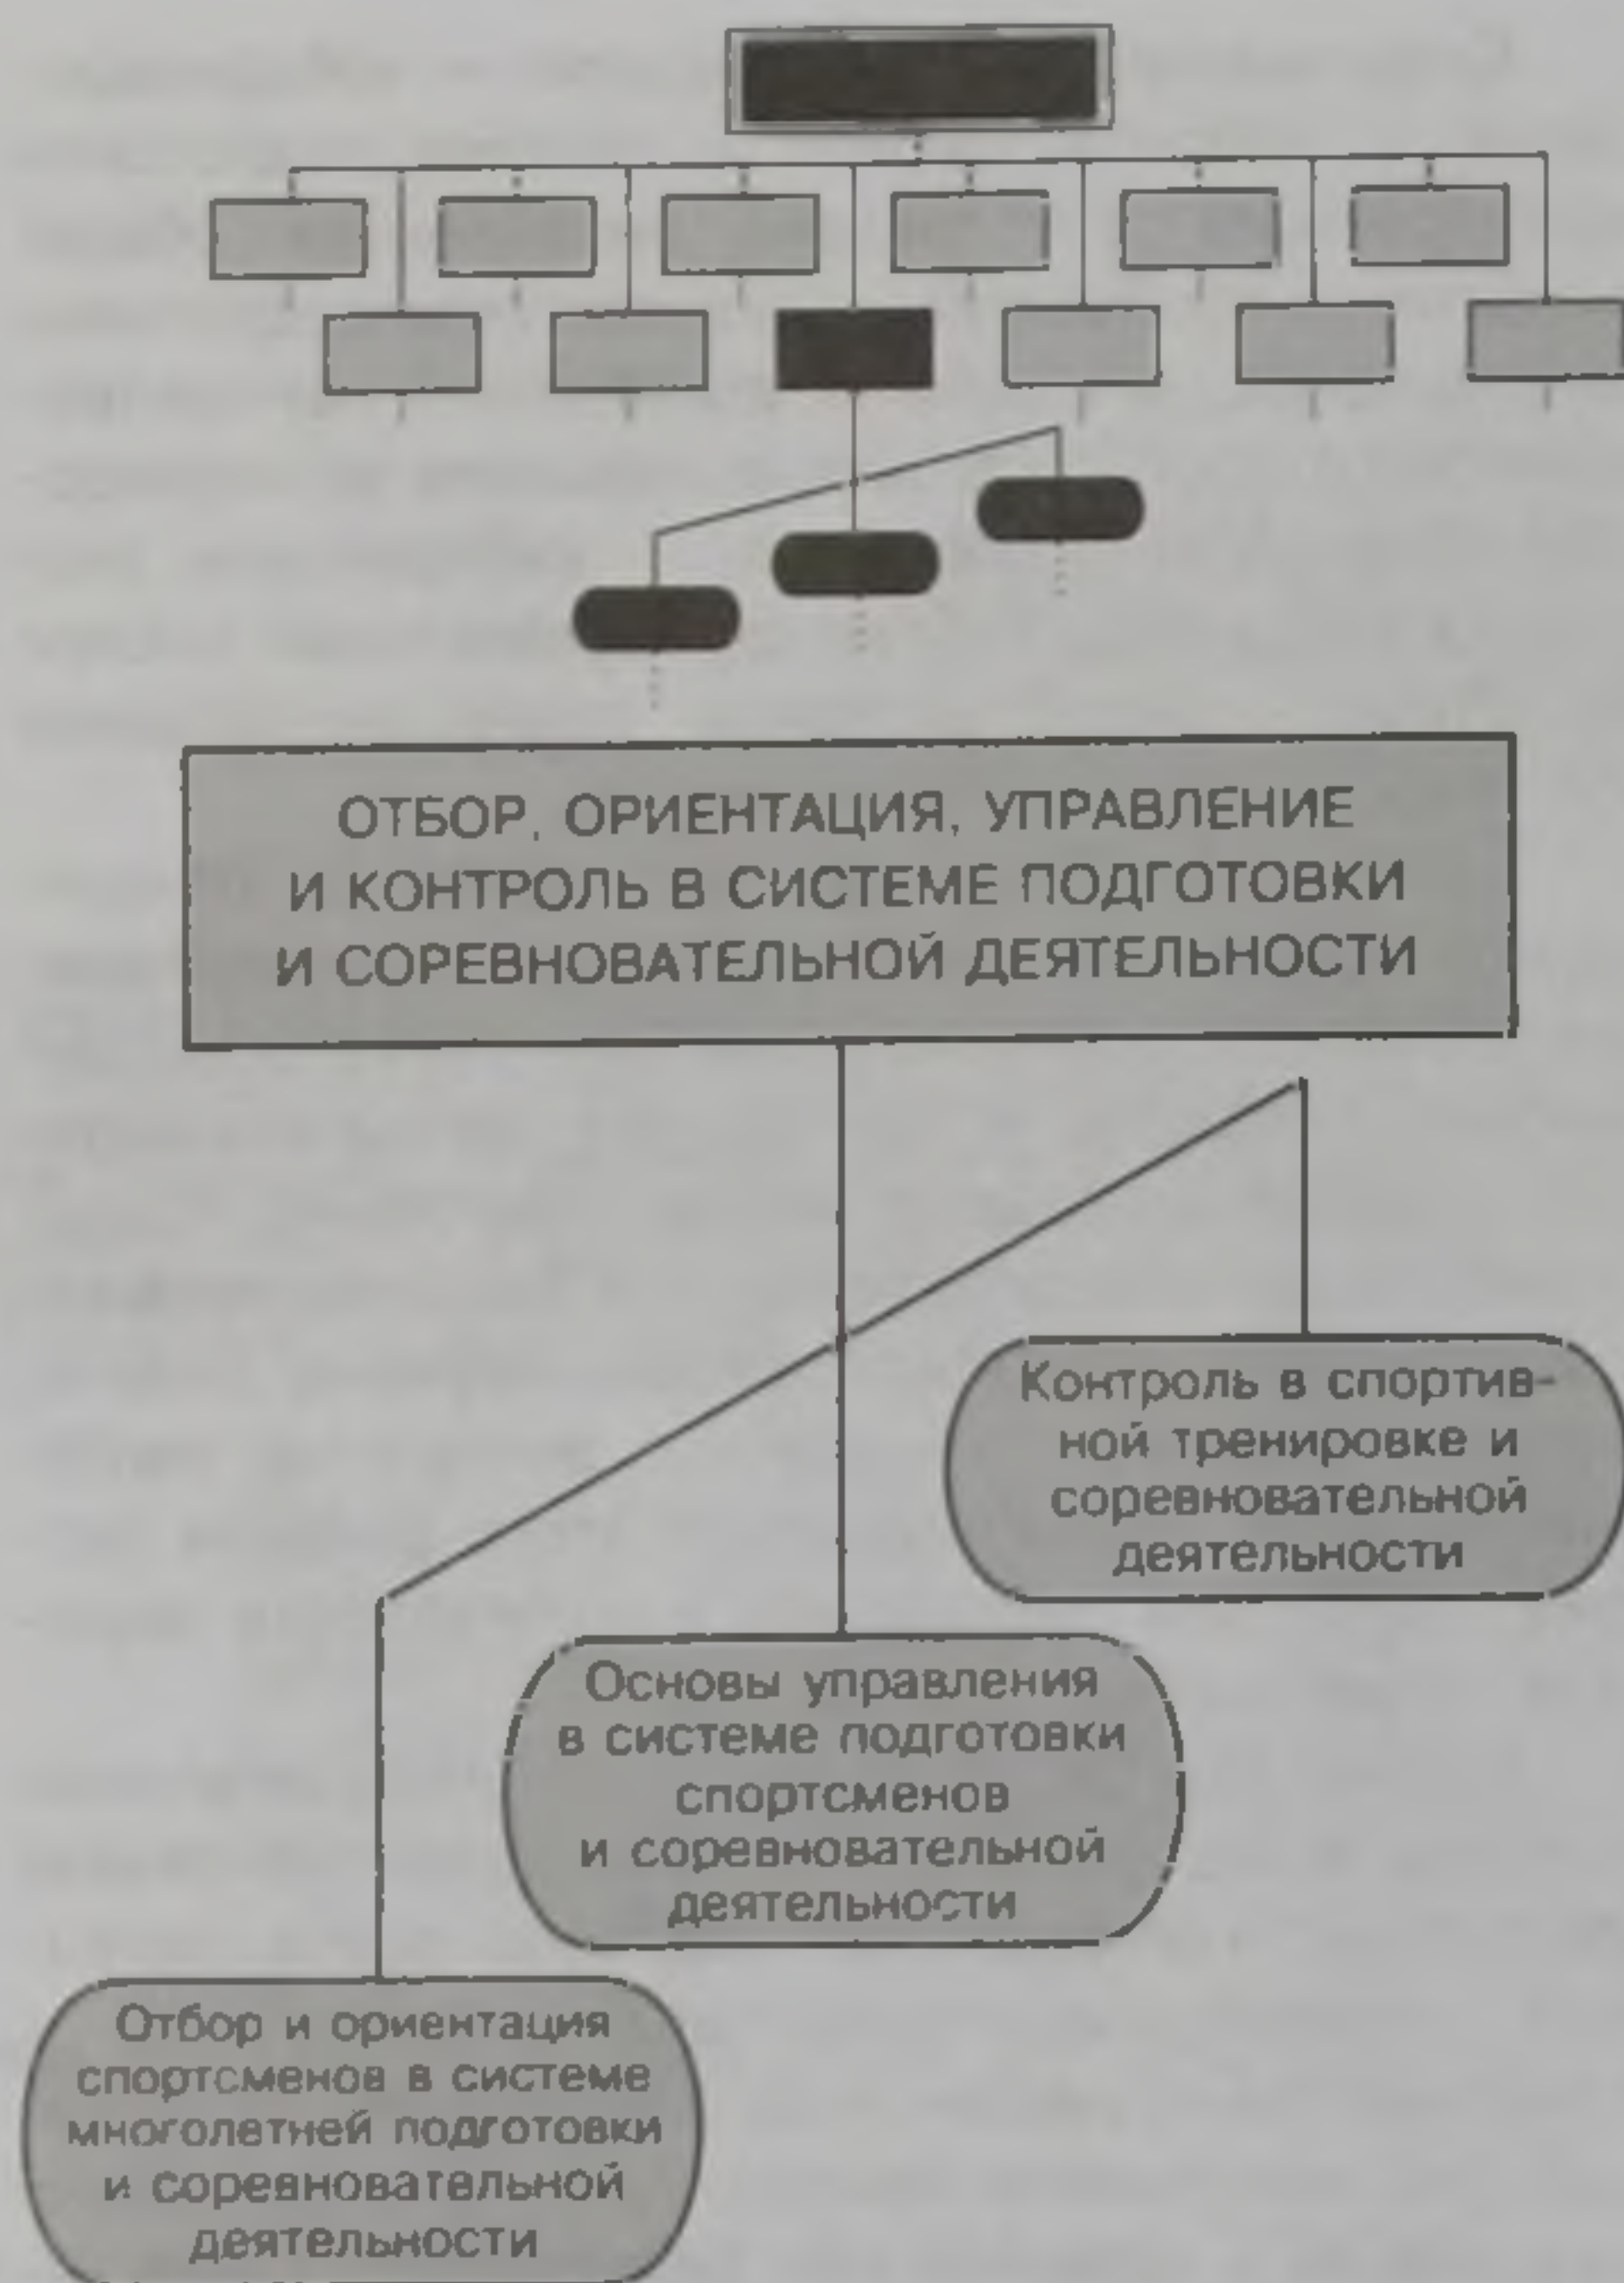 ОТБОР, ОРИЕНТАЦИЯ, УПРАВЛЕНИЕ
И КОНТРОЛЬ В СИСТЕМЕ ПОДГОТОВКИ
И СОРЕВНОВАТЕЛЬНОЙ ДЕЯТЕЛЬНОСТИ
Контроль в спортив-
ной тренировке и
соревновательной
деятельности
Основы управления
в системе подготовки
спортсменов
и соревновательной
деятельности
Отбор и ориентация
спортсменов в системе
многолетней подготовки
и соревновательной
деятельности